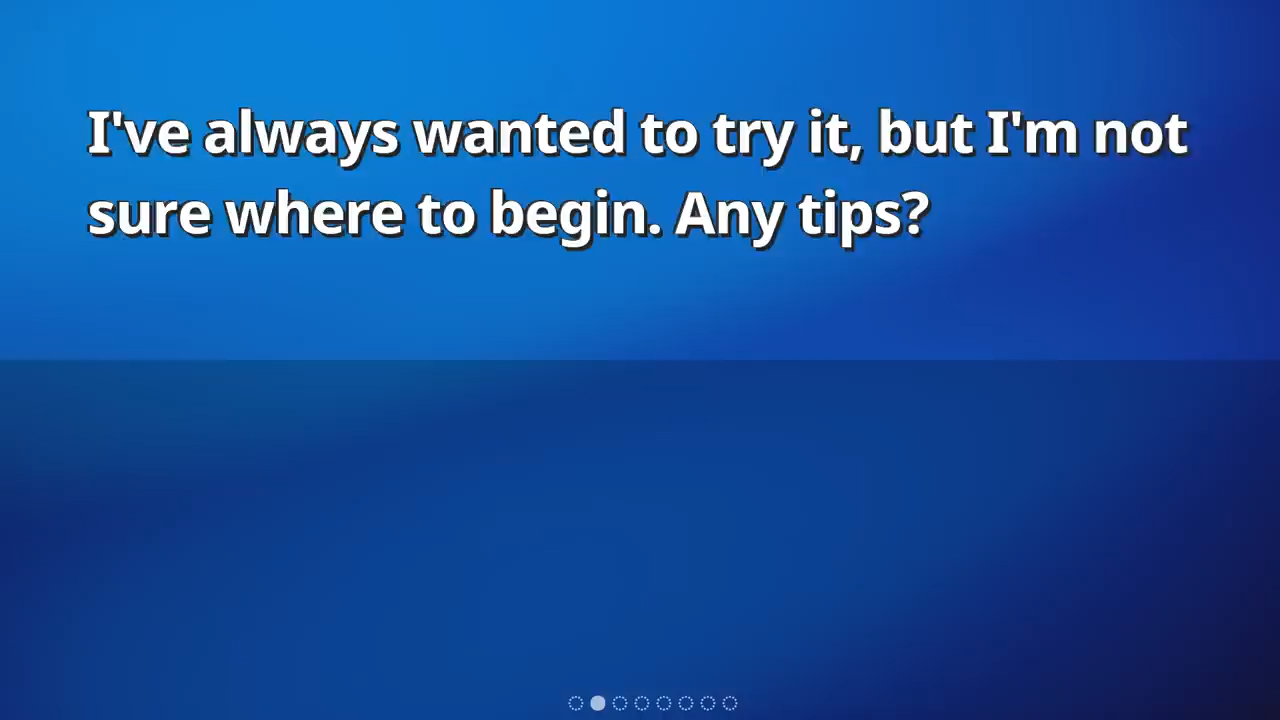 I've always wanted to try it, but I'm not
sure where to begin. Any tips?